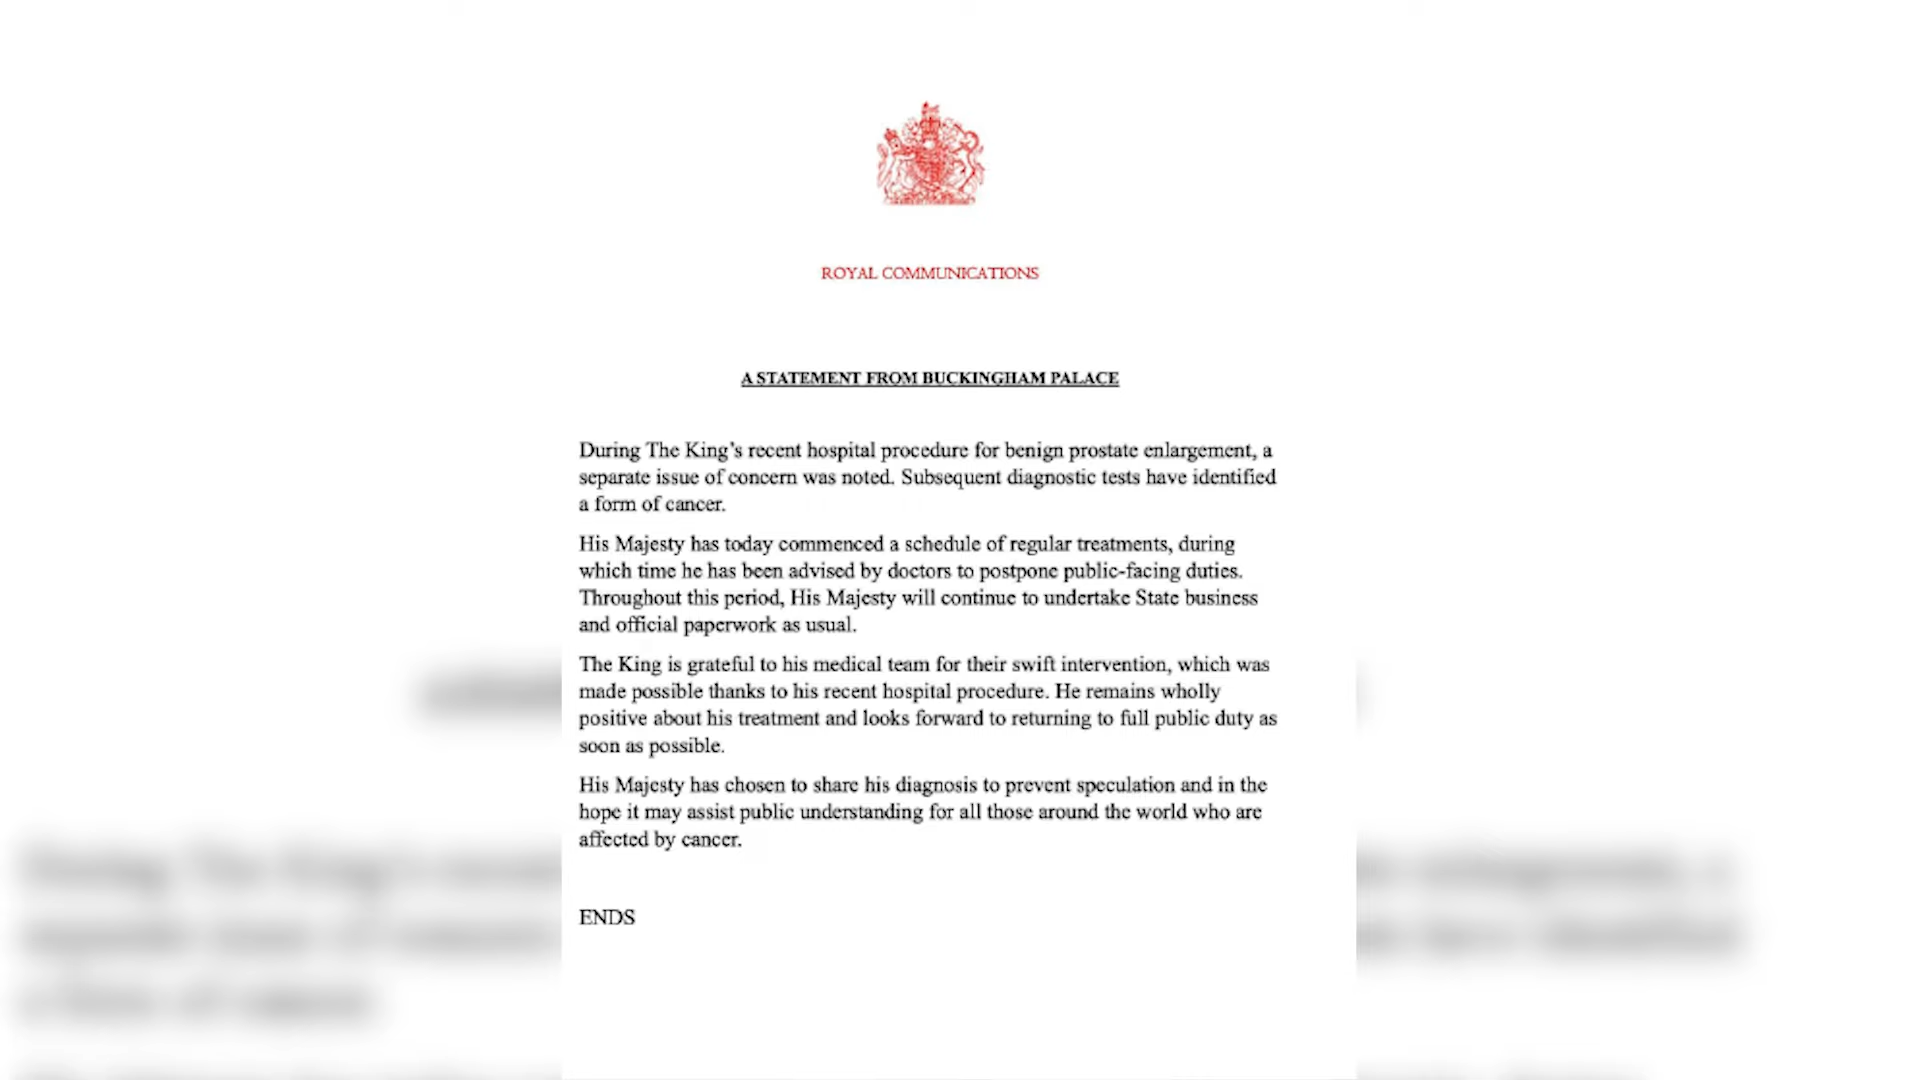 ROYAL COMMUNICATIONS
A STATEMENT FROM BUCKINGHAM PALACE
During The King’s recent hospital procedure for benign prostate enlargement, a
separate issue of concern was noted. Subsequent diagnostic tests have identified
a form of cancer.
His Majesty has today commenced a schedule of regular treatments, during
which time he has been advised by doctors to postpone public-facing duties.
Throughout this period, His Majesty will continue to undertake State business
and official paperwork as usual.
The King is grateful to his medical team for their swift intervention, which was
made possible thanks to his recent hospital procedure. He remains wholly
positive about his treatment and looks forward to returning to full public duty as
soon as possible.
His Majesty has chosen to share his diagnosis to prevent speculation and in the
hope it may assist public understanding for all those around the world who are
affected by cancer.
ENDS